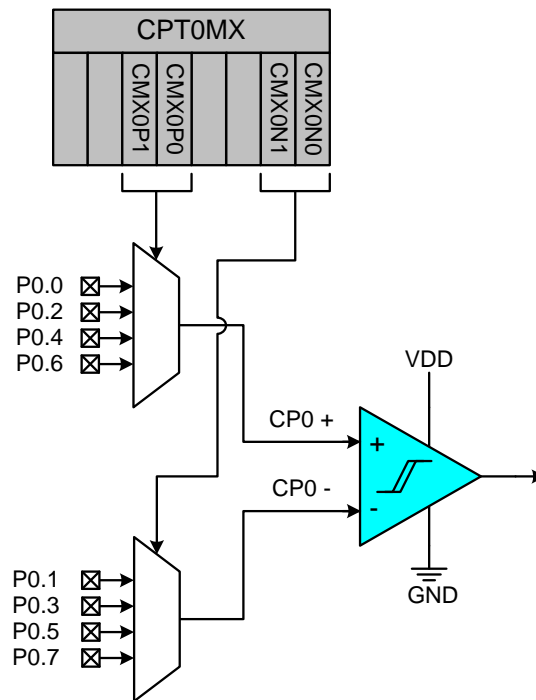 CPT0MX
CMX0P1
CMX0P0
CMX0N1
CMX0N0
P0.0
P0.2
P0.4
P0.6
VDD
CP0 +
+
CP0 -
-
GND
P0.1
P0.3
P0.5
P0.7